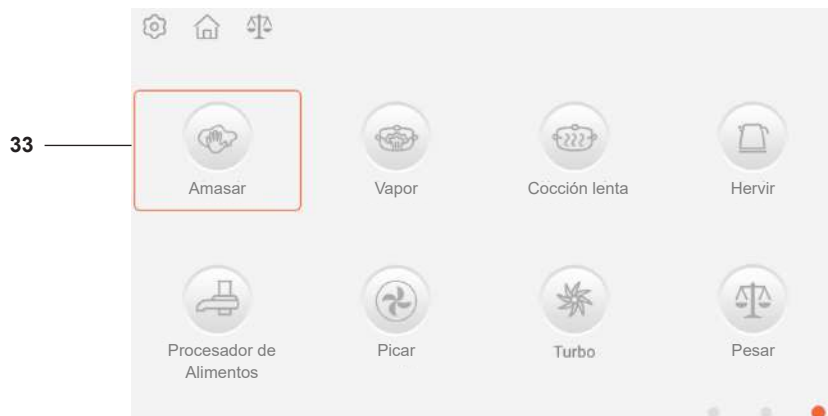 33
Amasar
Vapor
Cocción lenta
Hervir
Procesador de
Alimentos
Picar
Turbo
Pesar